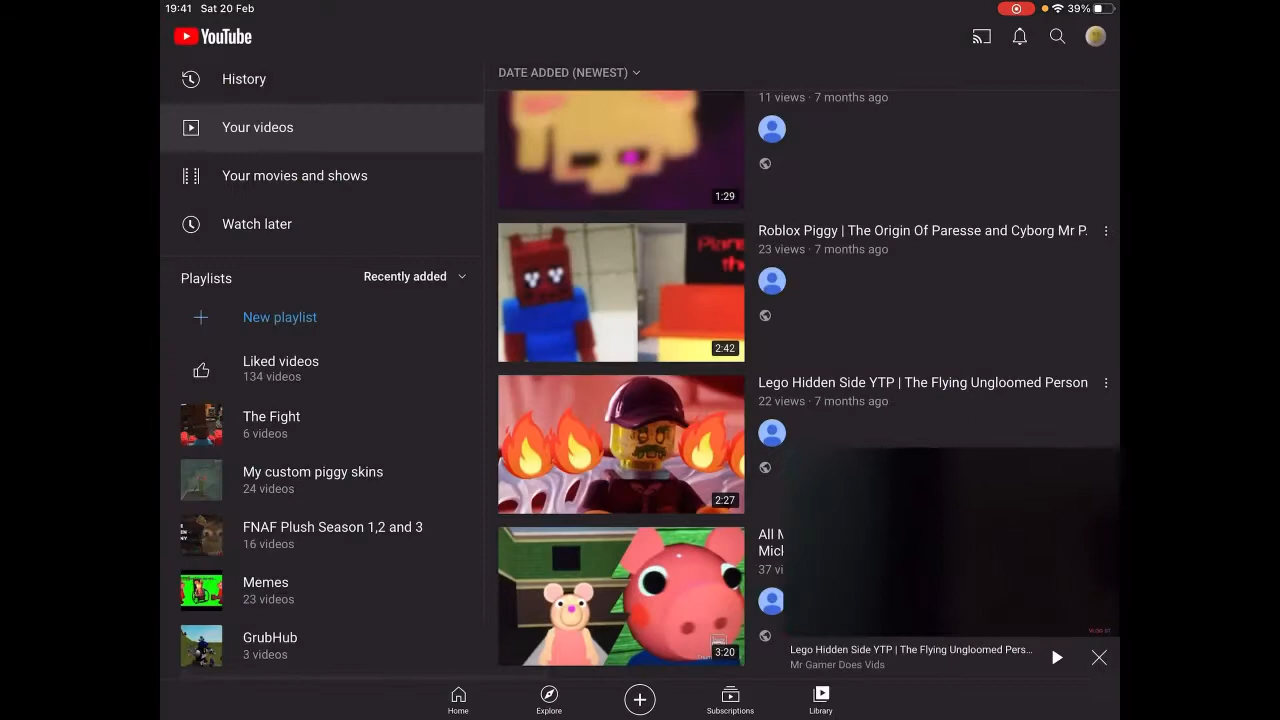 19:41 Sat 20 Feb
39%
YouTube
History
Your videos
Your movies and shows
Watch later
Playlists
Recently added
New playlist
Liked videos
134 videos
The Fight
6 videos
My custom piggy skins
24 videos
FNAF Plush Season 1,2 and 3
16 videos
Memes
23 videos
GrubHub
3 videos
DATE ADDED (NEWEST)
11 views · 7 months ago
1:29
Roblox Piggy | The Origin Of Paresse and Cyborg Mr P.
23 views · 7 months ago
2:42
Lego Hidden Side YTP | The Flying Ungloomed Person
22 views · 7 months ago
2:27
All
Mick
37 vi
3:20
Lego Hidden Side YTP | The Flying Ungloomed Pers...
Mr Gamer Does Vids
Home
Explore
Subscriptions
Library